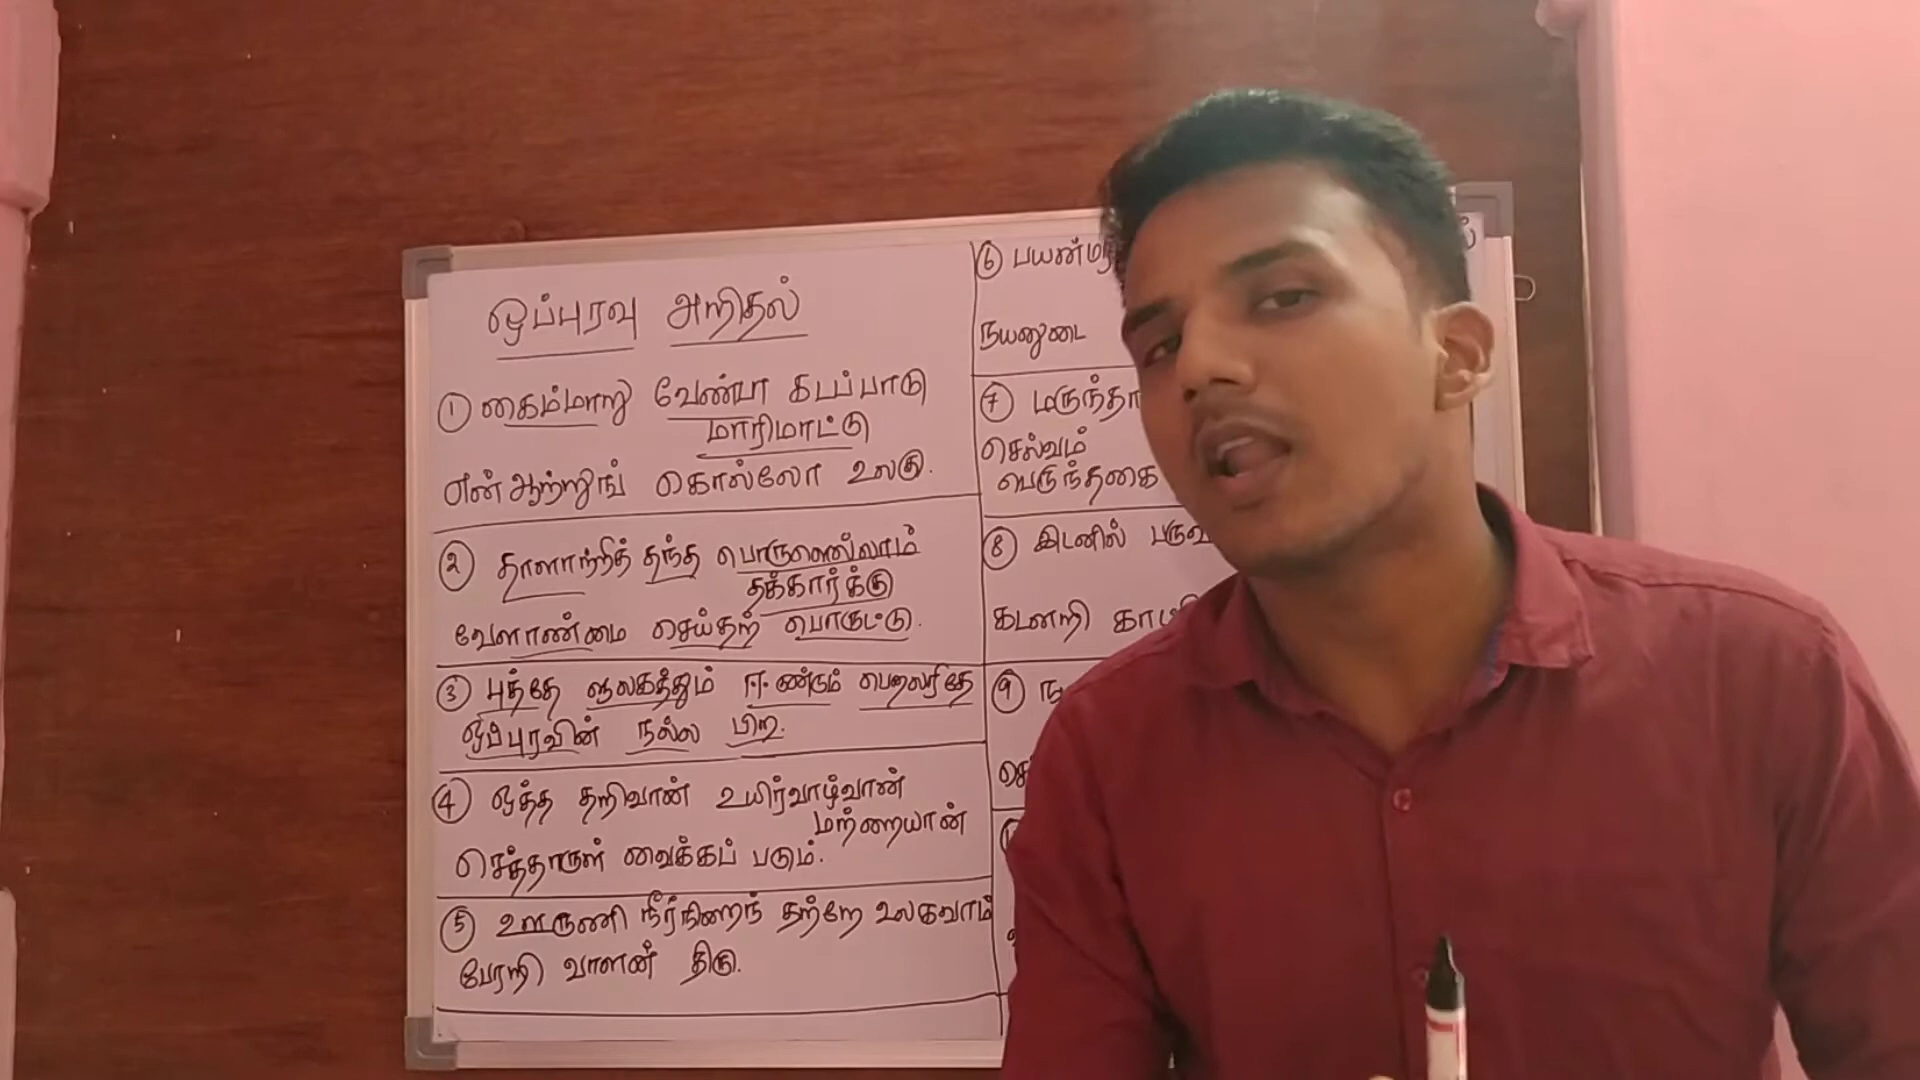 ஒப்புரவு அறிதல்
① கைம்மாறு வேண்டா கடப்பாடு
மாரிமாட்டு
என் ஆற்றுங் கொல்லோ உலகு.
② தாளாற்றித் தந்த பொருளெல்லாம்
தக்கார்க்கு
வேளாண்மை செய்தற் பொருட்டு.
③ புத்தே ளுலகத்தும் ஈண்டும் பெறலரிதே
ஒப்புரவின் நல்ல பிற.
④ ஒத்த தறிவான் உயிர்வாழ்வான்
மற்றையான்
செத்தாருள் வைக்கப் படும்.
⑤ ஊருணி நீர்நிறைந் தற்றே உலகவாம்
பேரறி வாளன் திரு.
⑥ பயன்மர
நயனுடை
⑦ மருந்தா
செல்வம்
பெருந்தகை
⑧ இடனில் பருவ
கடனறி காட்சி
⑨ ந
செ